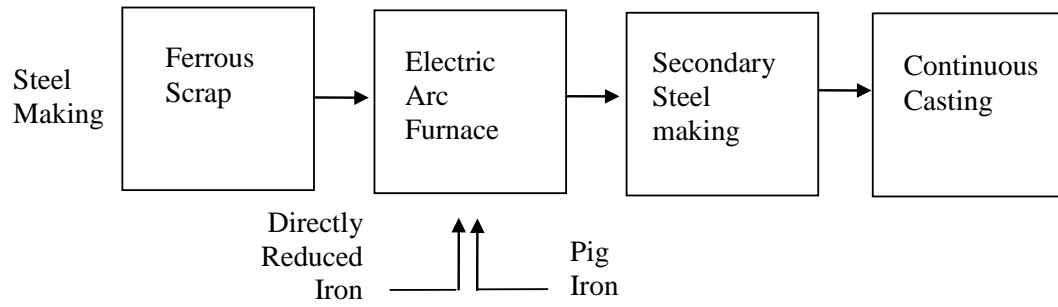 Steel
Making
Ferrous
Scrap
Electric
Arc
Furnace
Secondary
Steel
making
Continuous
Casting
Directly
Reduced
Iron
Pig
Iron